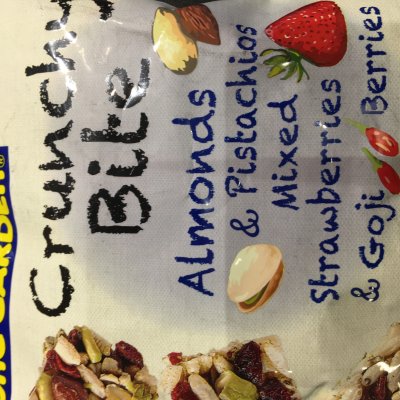 Crunchy
Bite
Almonds
& Pistachios
Mixed
Strawberries
& Goji Berries